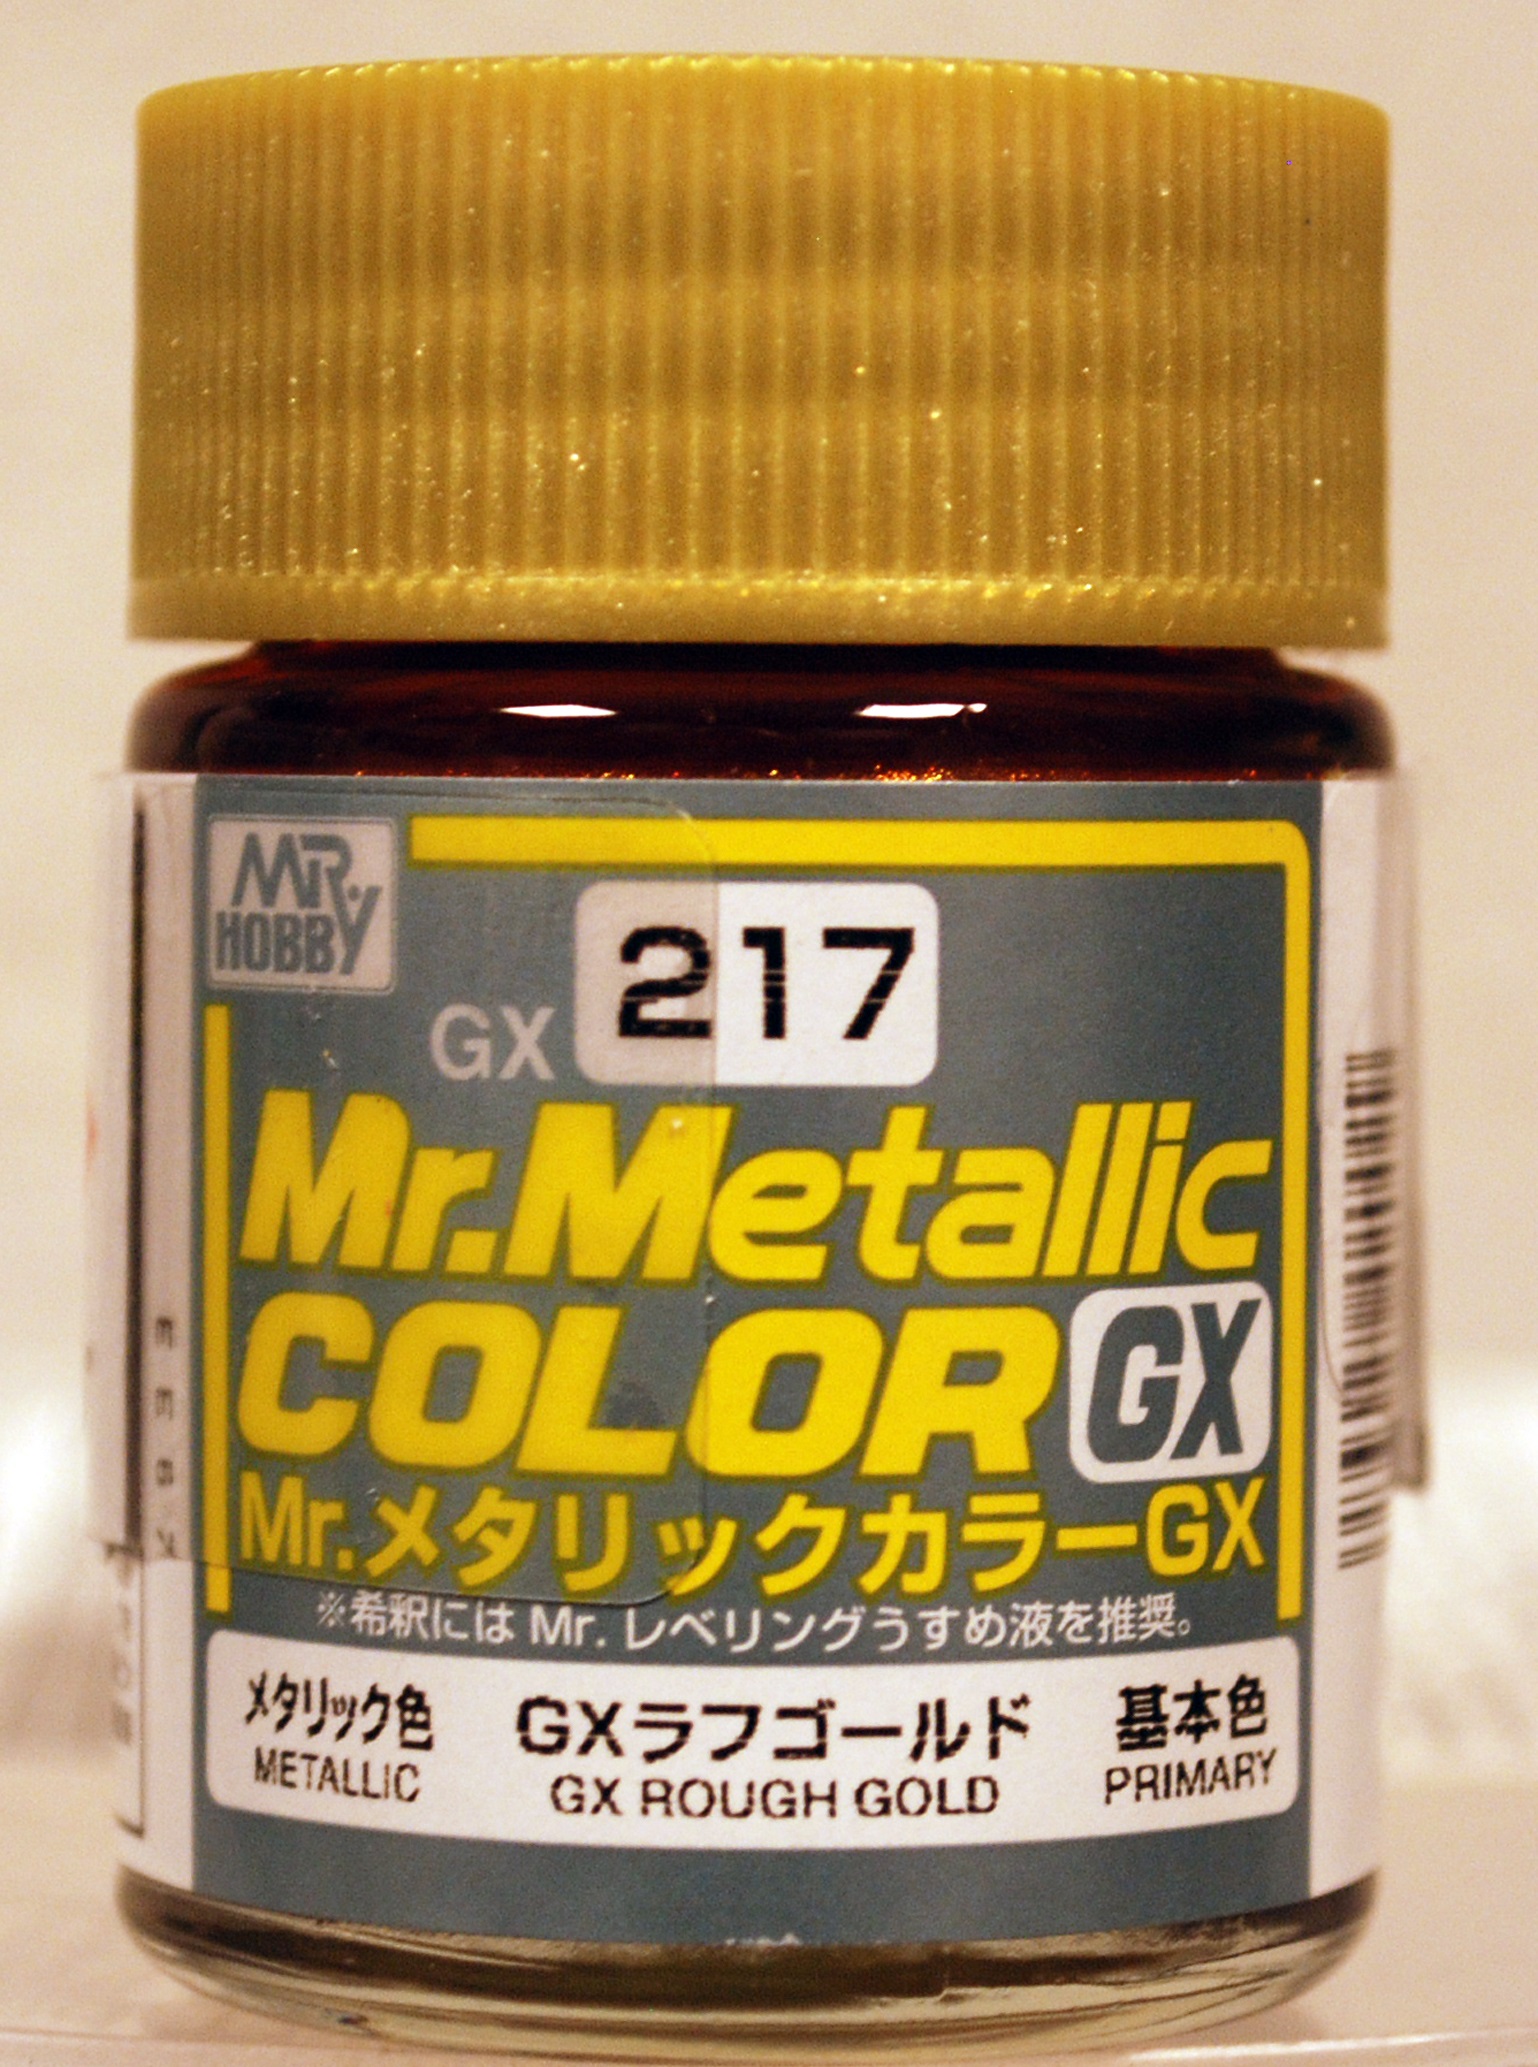 MR. HOBBY
GX 217
Mr.Metallic
COLOR GX
Mr.メタリックカラーGX
※希釈には Mr. レベリングうすめ液を推奨。
メタリック色 GXラフゴールド 基本色
METALLIC GX ROUGH GOLD PRIMARY